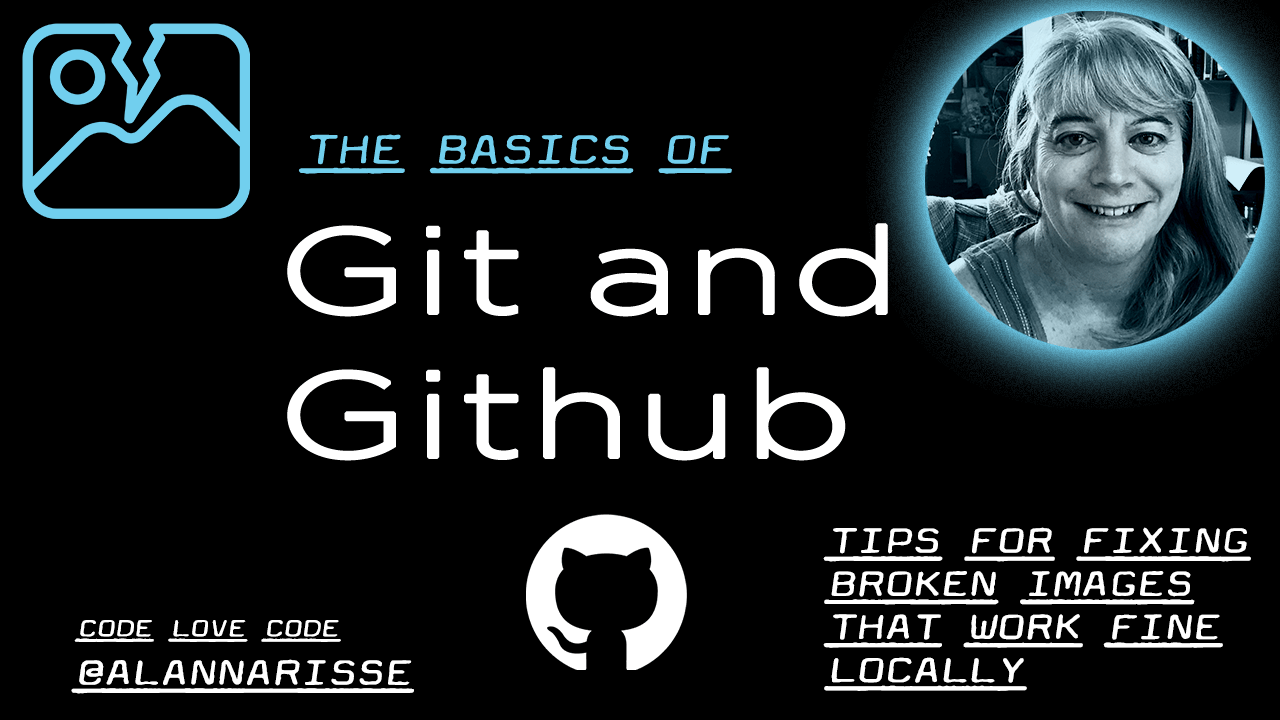 THE BASICS OF
Git and
Github
TIPS FOR FIXING
BROKEN IMAGES
THAT WORK FINE
LOCALLY
CODE LOVE CODE
@ALANNARISSE